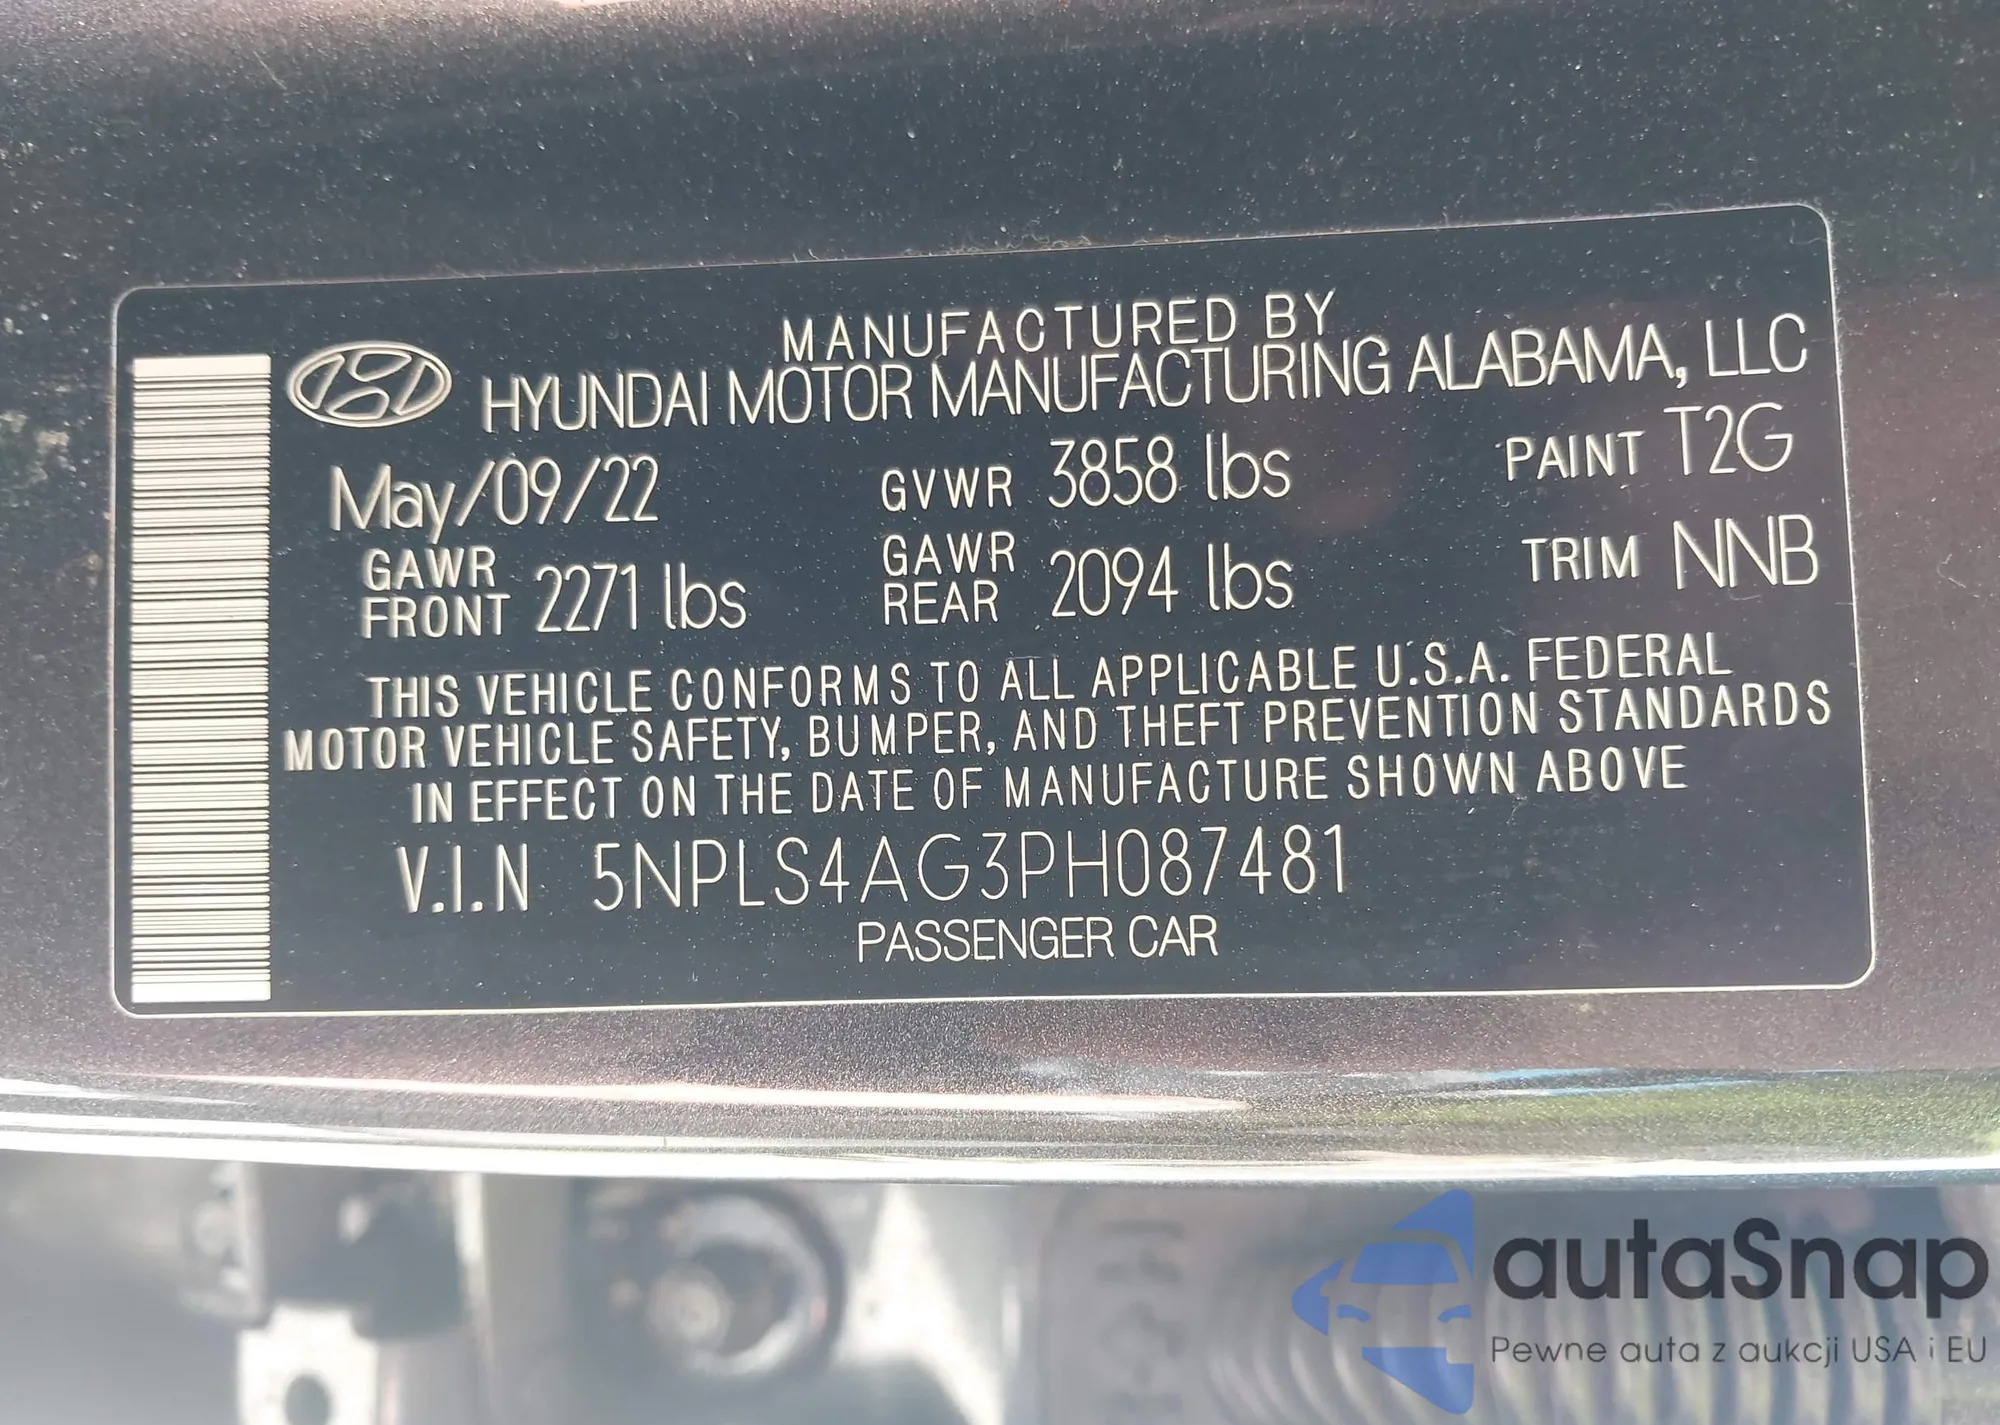 MANUFACTURED BY
HYUNDAI MOTOR MANUFACTURING ALABAMA, LLC
May/09/22 GVWR 3858 lbs PAINT T2G
GAWR FRONT 2271 lbs GAWR REAR 2094 lbs TRIM NNB
THIS VEHICLE CONFORMS TO ALL APPLICABLE U.S.A. FEDERAL
MOTOR VEHICLE SAFETY, BUMPER, AND THEFT PREVENTION STANDARDS
IN EFFECT ON THE DATE OF MANUFACTURE SHOWN ABOVE
V.I.N 5NPLS4AG3PH087481
PASSENGER CAR
autaSnap
Pewne auta z aukcji USA i EU